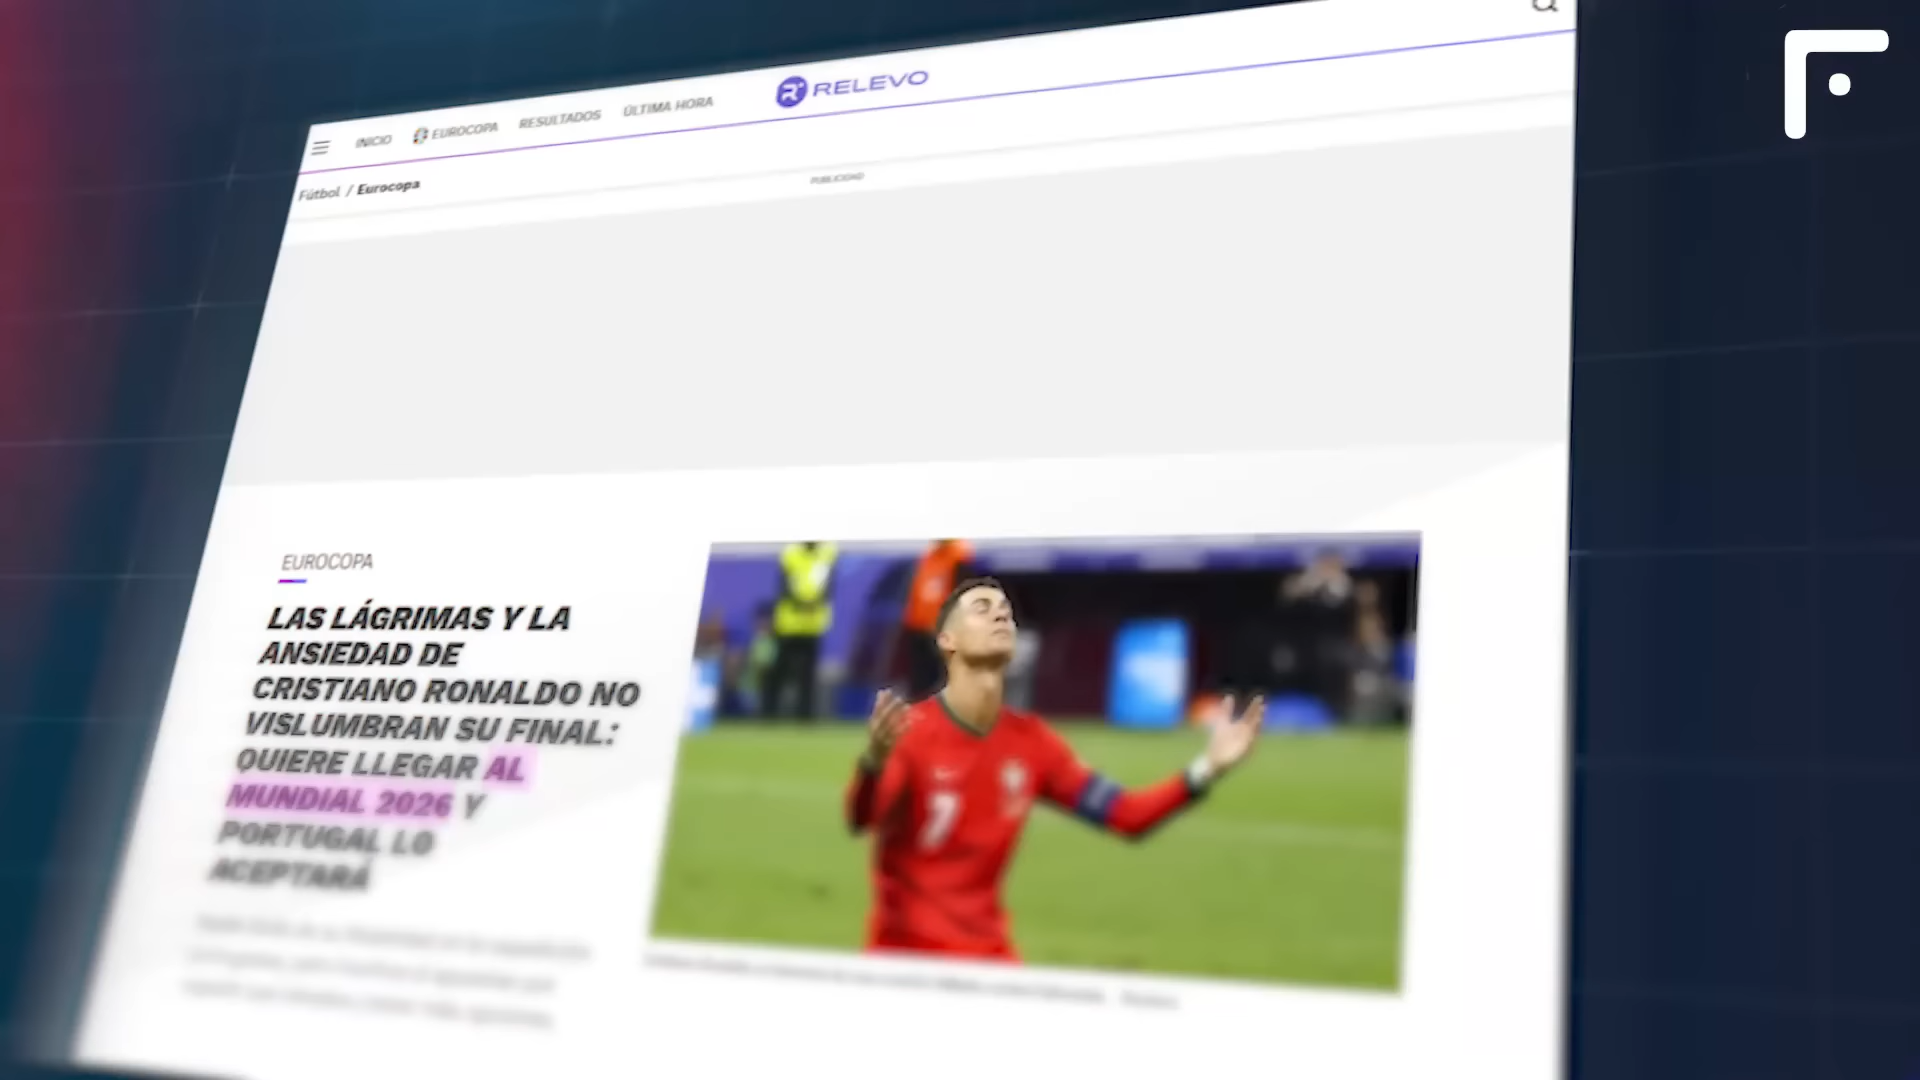 INICIO EUROCOPA RESULTADOS ÚLTIMA HORA RELEVO
Fútbol / Eurocopa
PUBLICIDAD
EUROCOPA
LAS LÁGRIMAS Y LA
ANSIEDAD DE
CRISTIANO RONALDO NO
VISLUMBRAN SU FINAL:
QUIERE LLEGAR AL
MUNDIAL 2026 Y
PORTUGAL LO
ACEPTARÁ
7